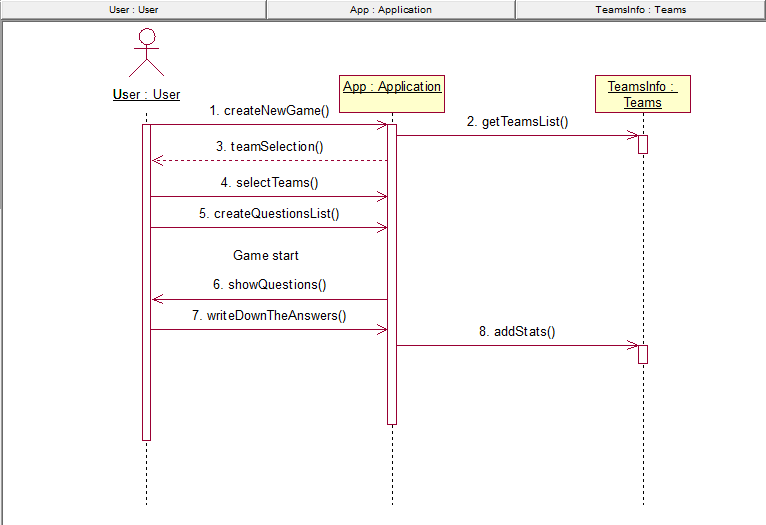 User : User
App : Application
TeamsInfo : Teams
User : User
App : Application
TeamsInfo :
Teams
1. createNewGame()
2. getTeamsList()
3. teamSelection()
4. selectTeams()
5. createQuestionsList()
Game start
6. showQuestions()
7. writeDownTheAnswers()
8. addStats()